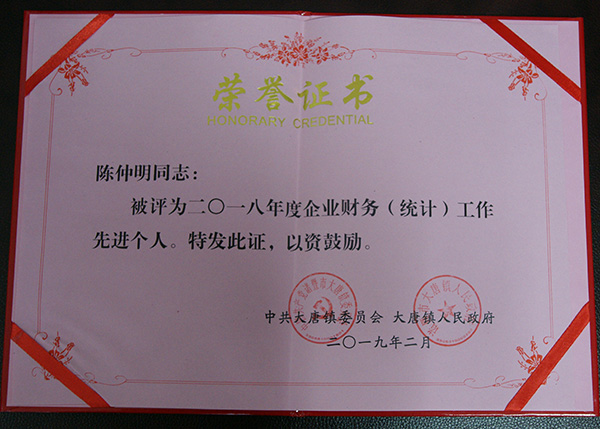 荣誉证书
HONORARY CREDENTIAL
陈仲明同志：
被评为二〇一八年度企业财务（统计）工作
先进个人。特发此证，以资鼓励。
中共大唐镇委员会 大唐镇人民政府
二〇一九年二月